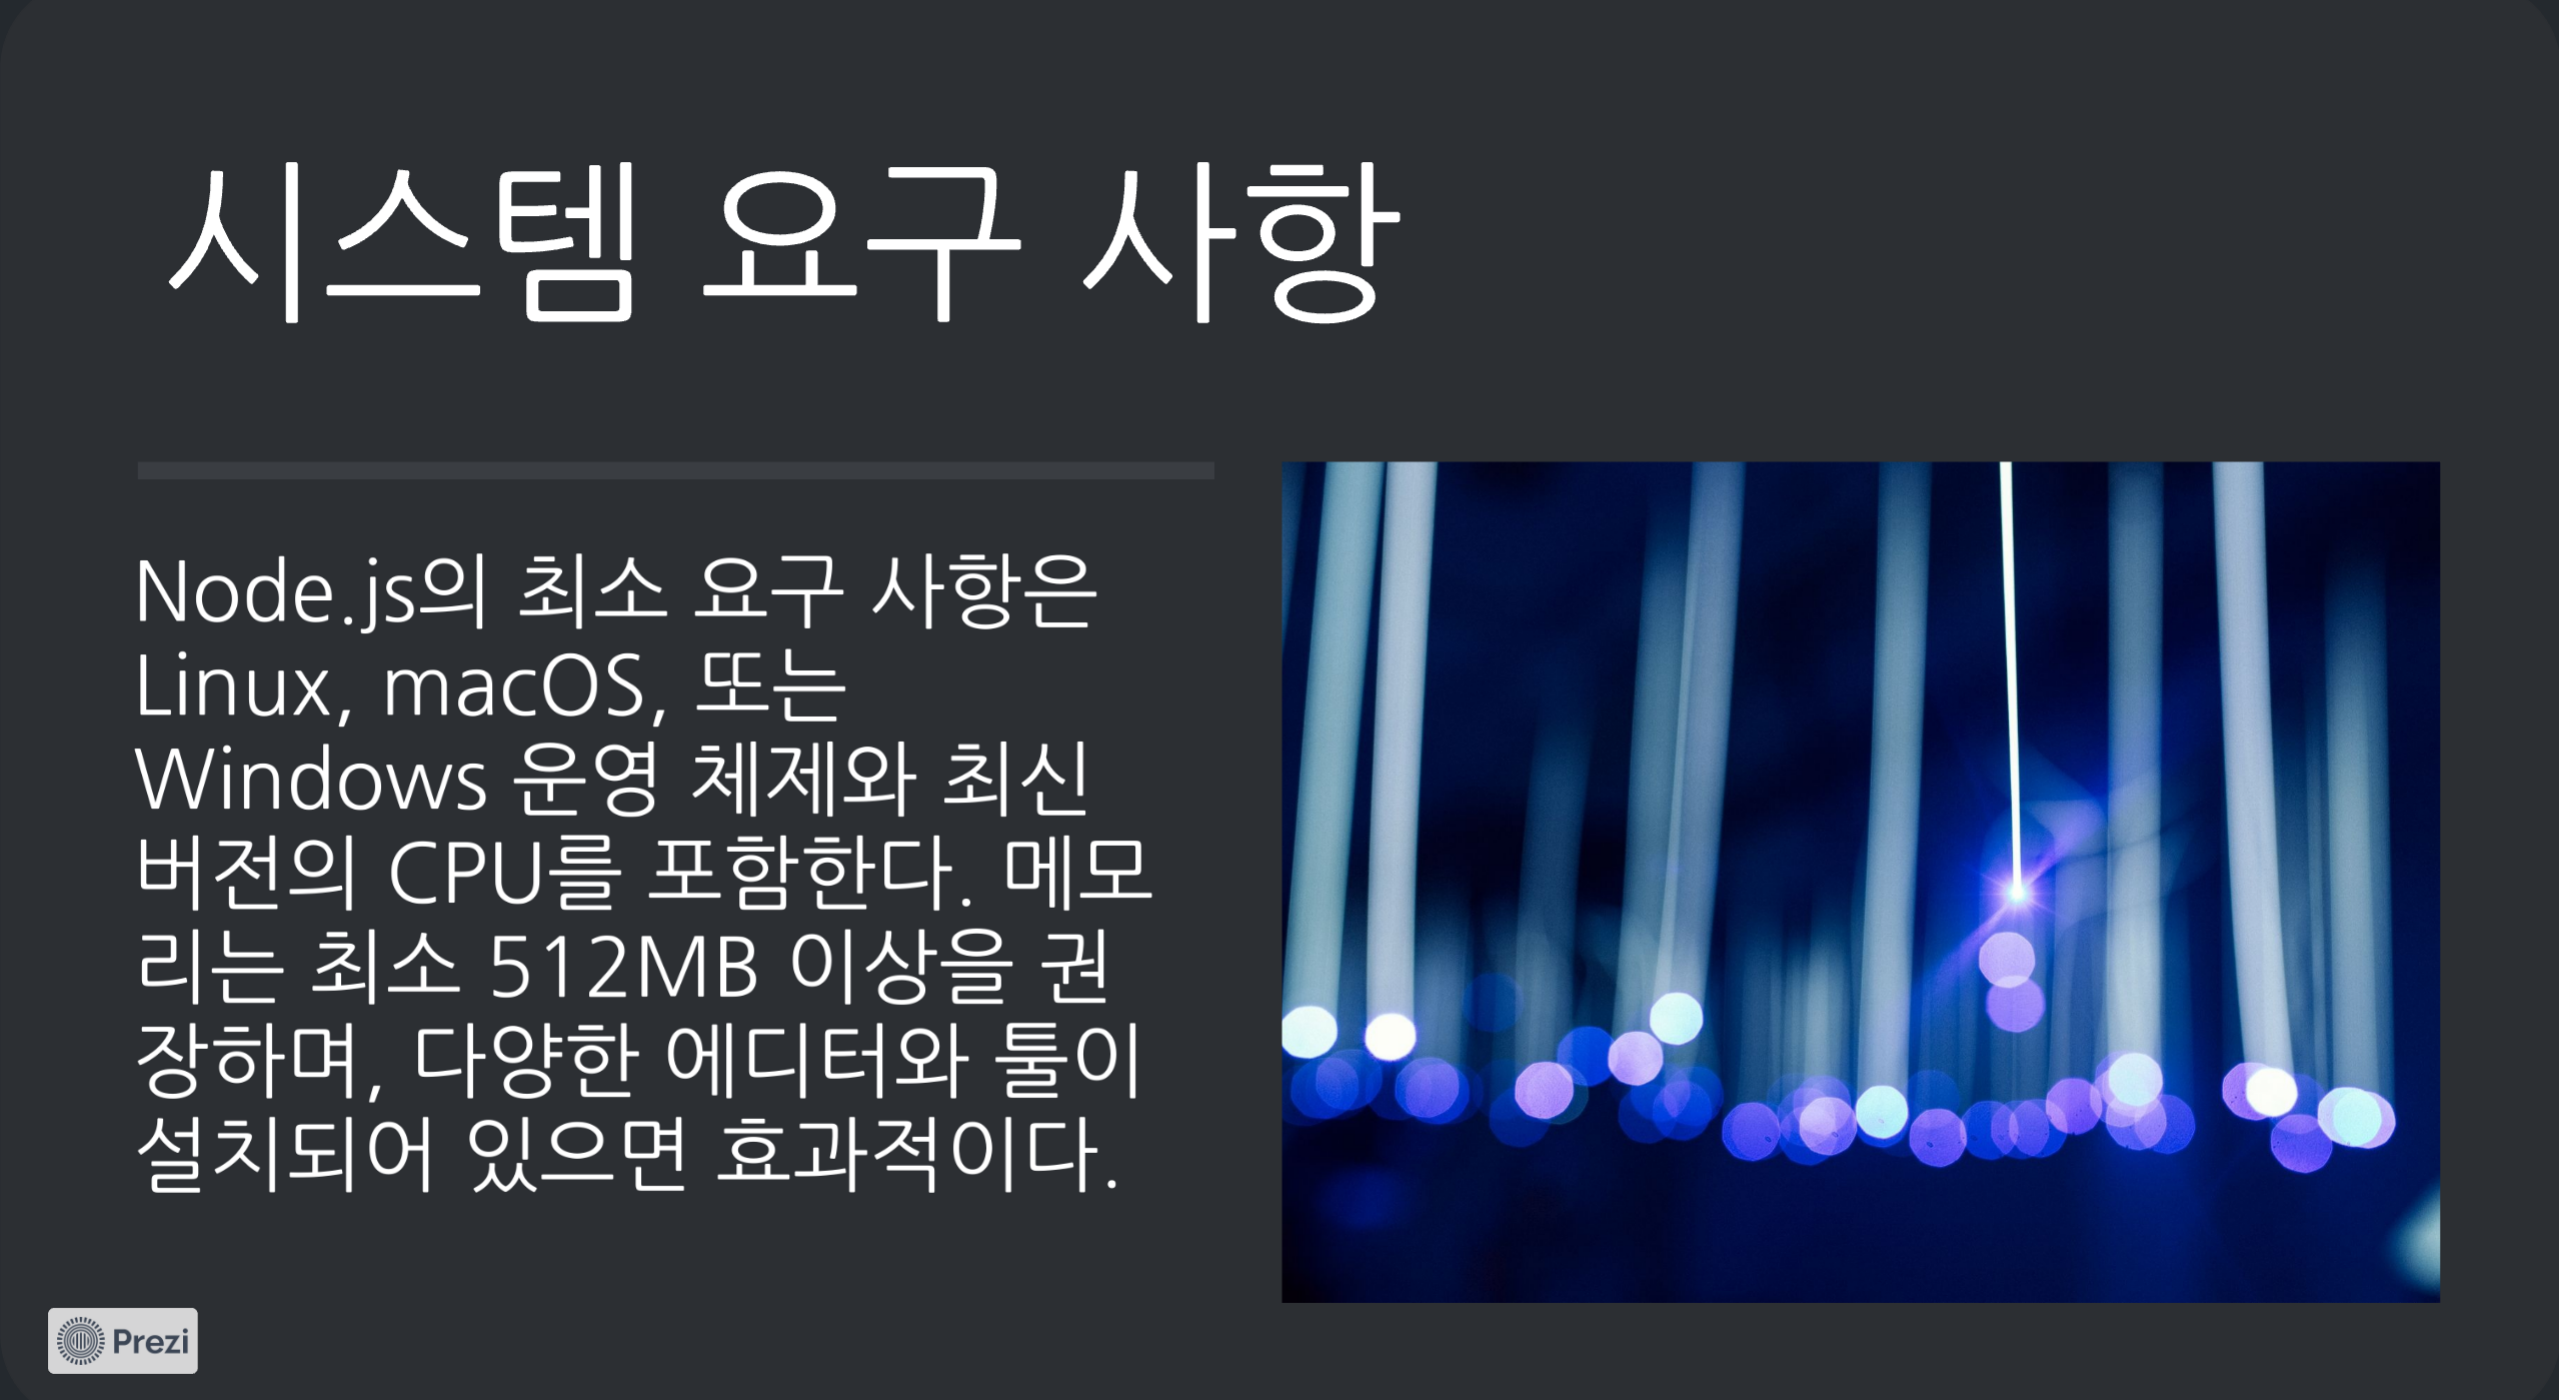 시스템 요구 사항
Node.js의 최소 요구 사항은
Linux, macOS, 또는
Windows 운영 체제와 최신
버전의 CPU를 포함한다. 메모
리는 최소 512MB 이상을 권
장하며, 다양한 에디터와 툴이
설치되어 있으면 효과적이다.
Prezi